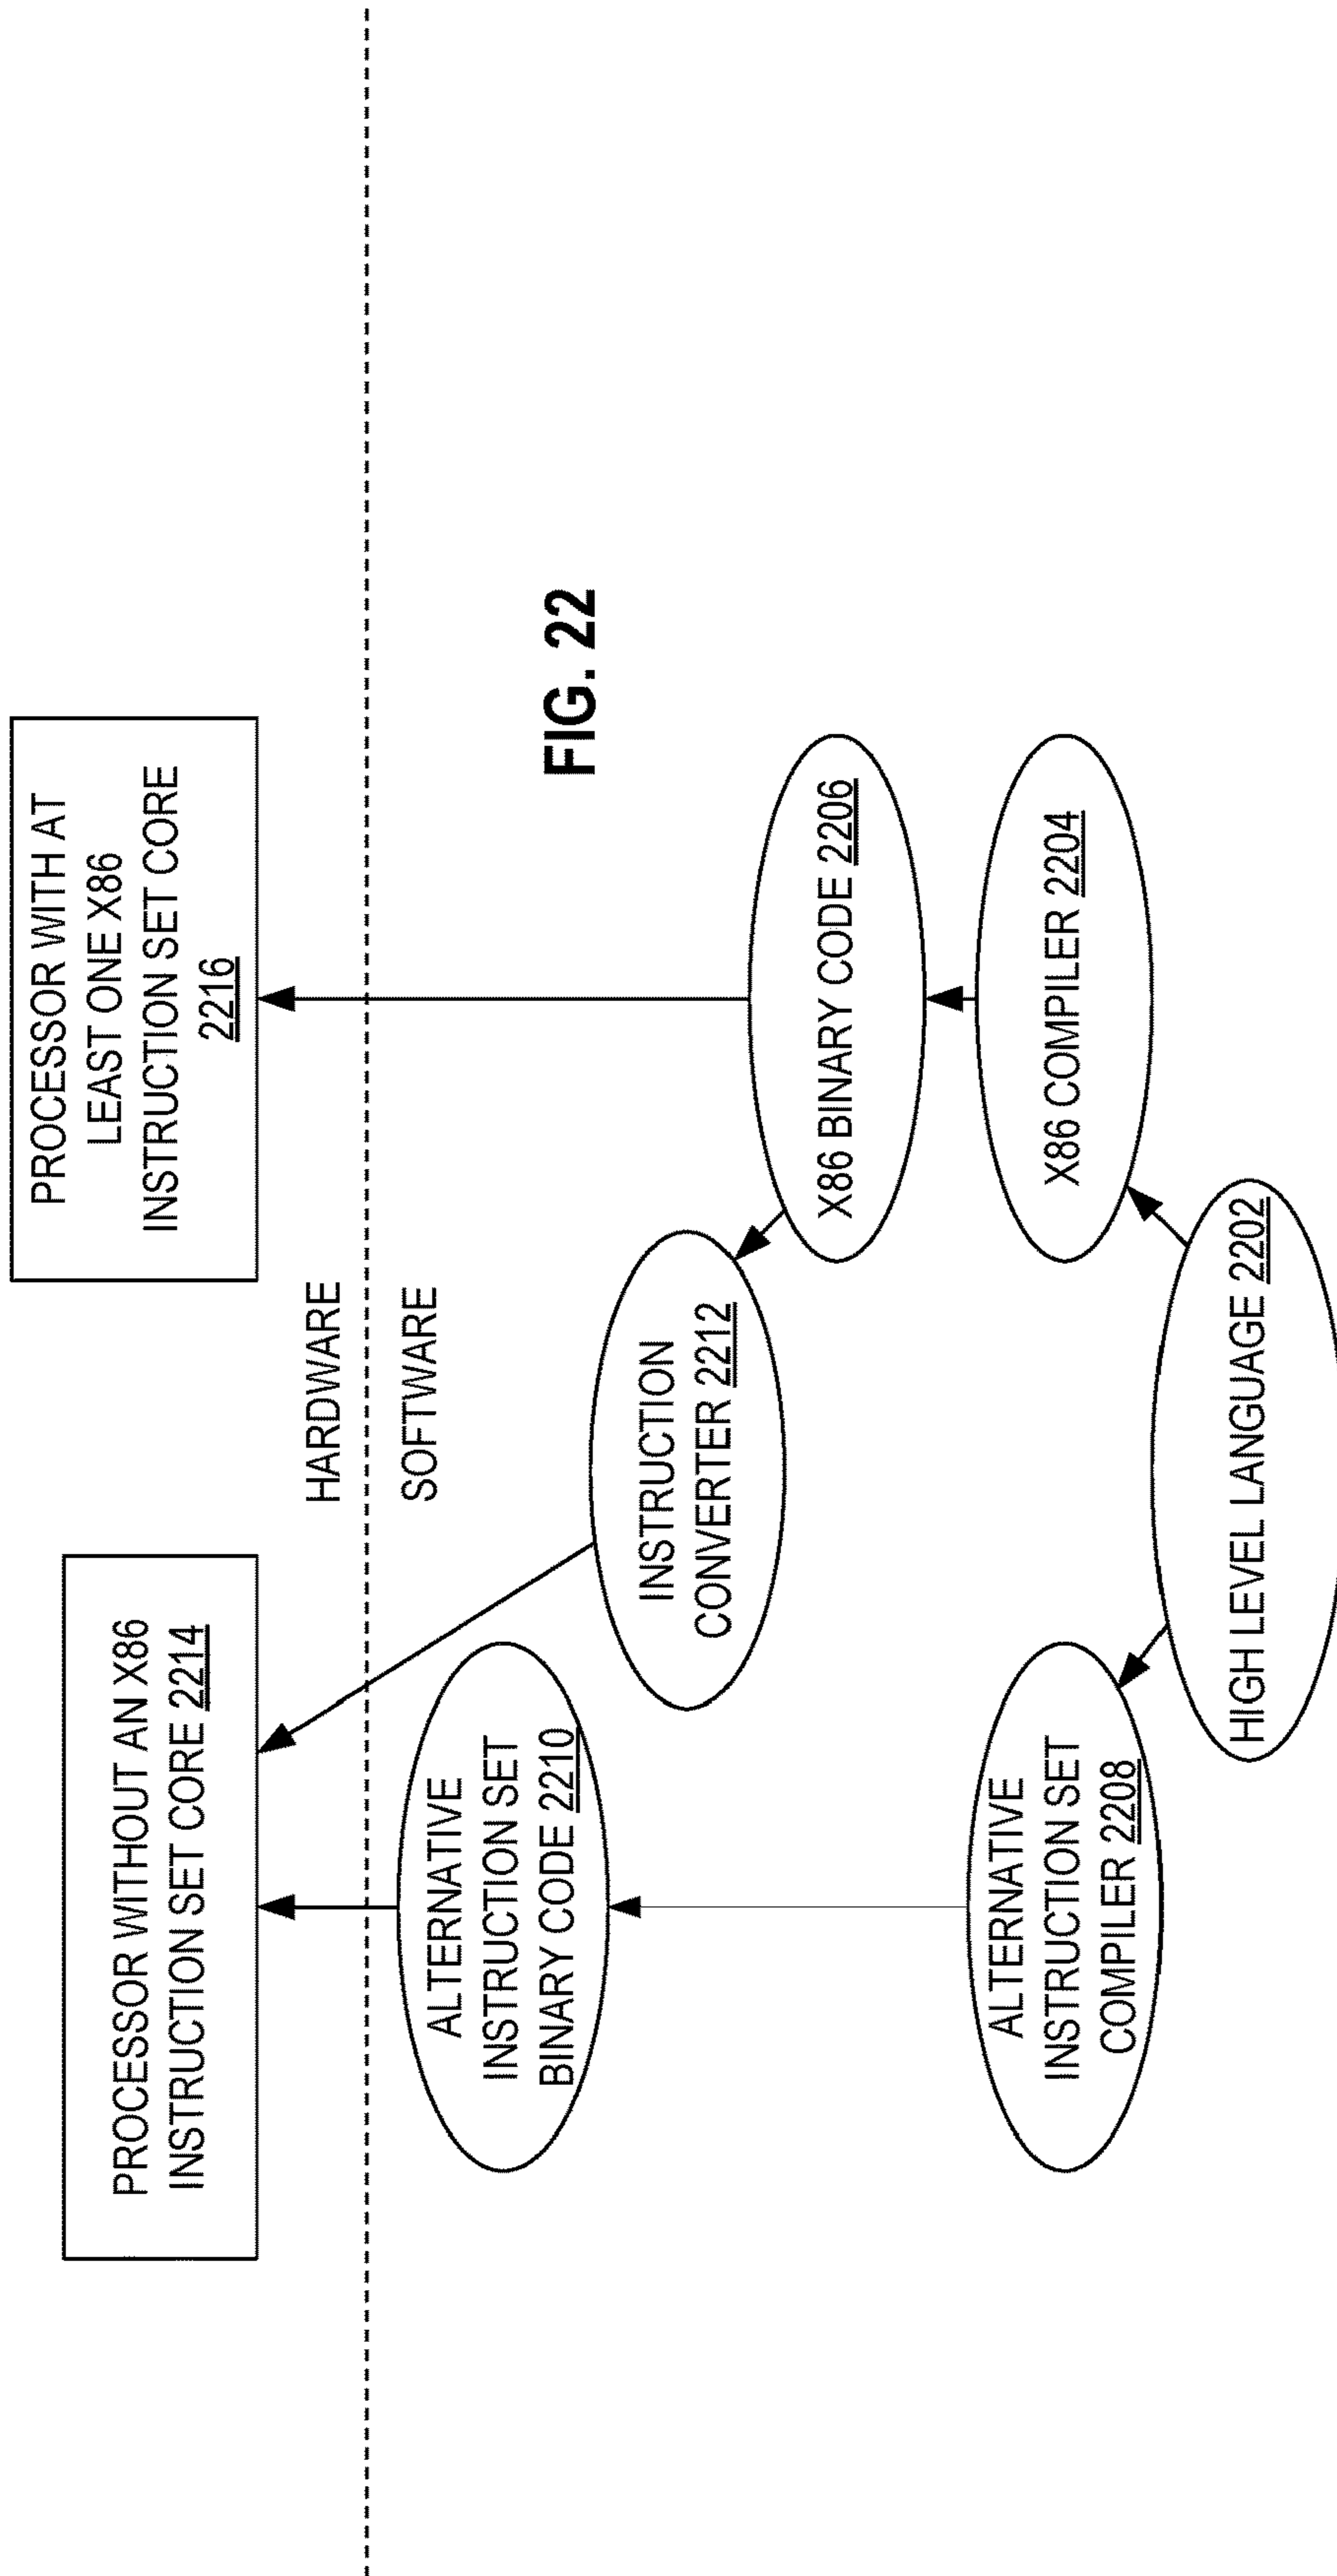 PROCESSOR WITHOUT AN X86
INSTRUCTION SET CORE 2214
PROCESSOR WITH AT
LEAST ONE X86
INSTRUCTION SET CORE
2216
HARDWARE
SOFTWARE
ALTERNATIVE
INSTRUCTION SET
BINARY CODE 2210
FIG. 22
INSTRUCTION
CONVERTER 2212
X86 BINARY CODE 2206
ALTERNATIVE
INSTRUCTION SET
COMPILER 2208
X86 COMPILER 2204
HIGH LEVEL LANGUAGE 2202